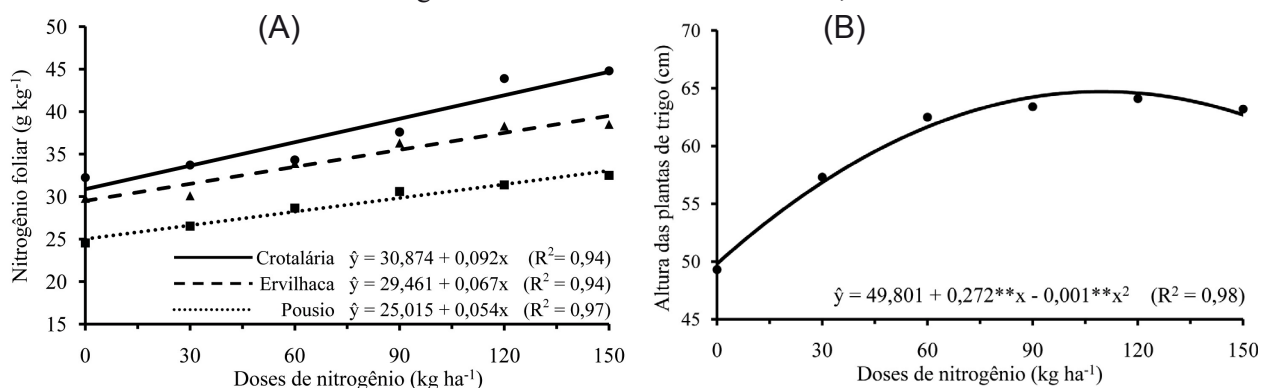 (A)
Nitrogênio foliar (g kg-1)
50
45
40
35
30
25
20
15
Crotalária ŷ = 30,874 + 0,092x (R2= 0,94)
Ervilhaca ŷ = 29,461 + 0,067x (R2 = 0,94)
Pousio ŷ = 25,015 + 0,054x (R2 = 0,97)
0 30 60 90 120 150
Doses de nitrogênio (kg ha-1)
(B)
Altura das plantas de trigo (cm)
70
65
60
55
50
45
ŷ = 49,801 + 0,272**x - 0,001**x2 (R2 = 0,98)
0 30 60 90 120 150
Doses de nitrogênio (kg ha-1)